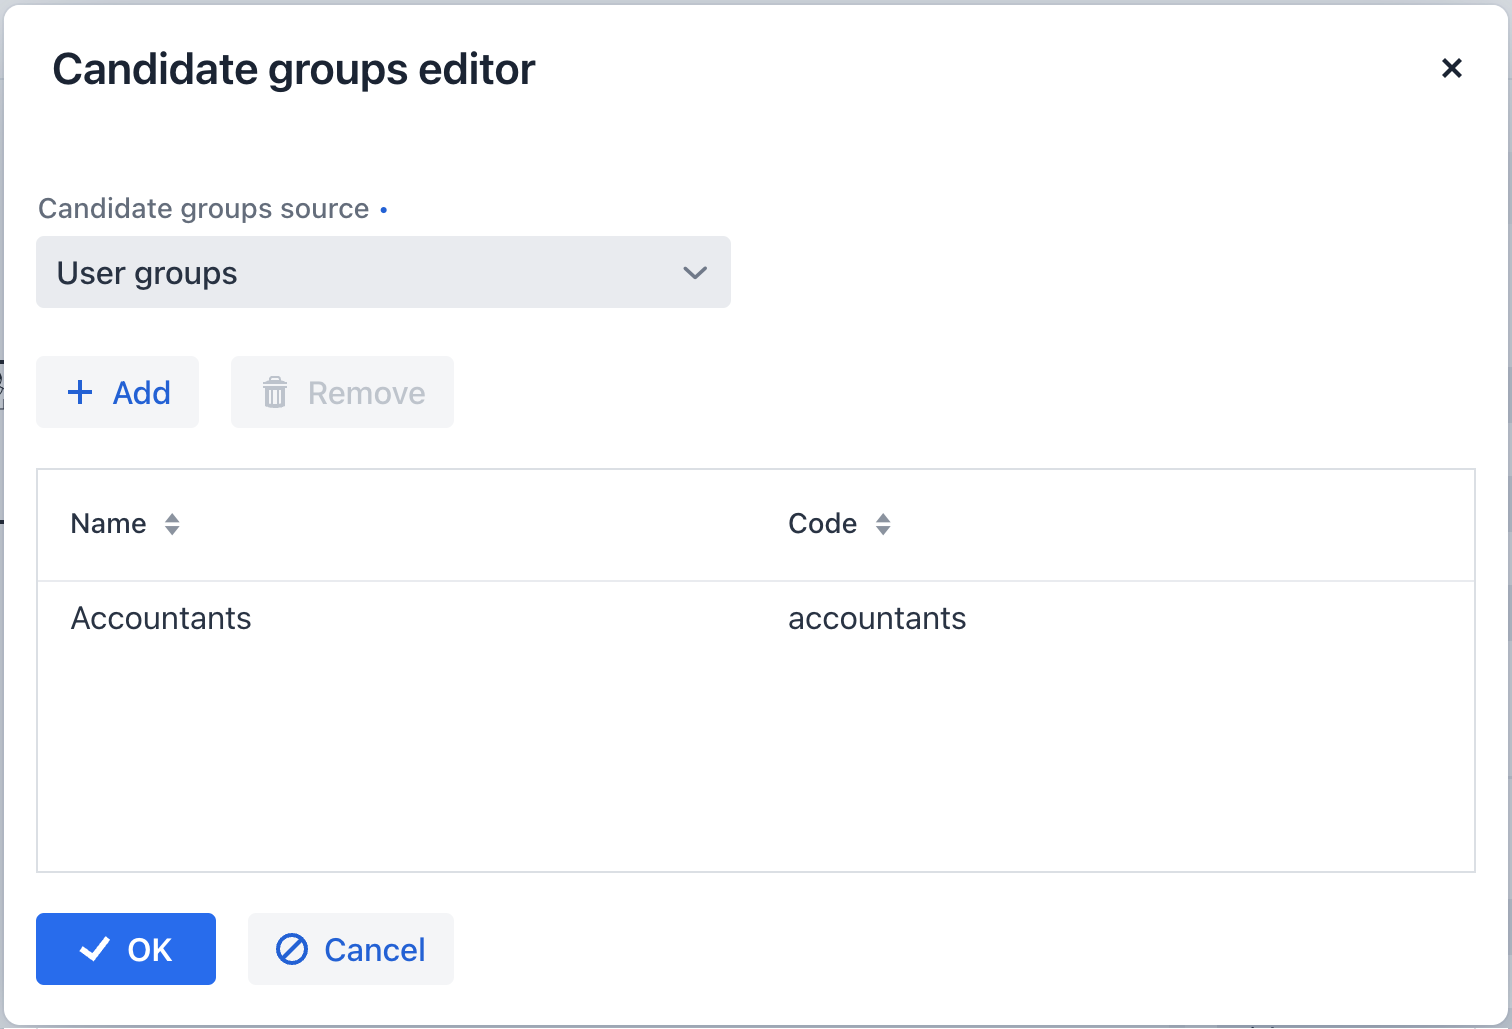 Candidate groups editor
Candidate groups source •
User groups
Add Remove
Name Code
Accountants accountants
OK Cancel